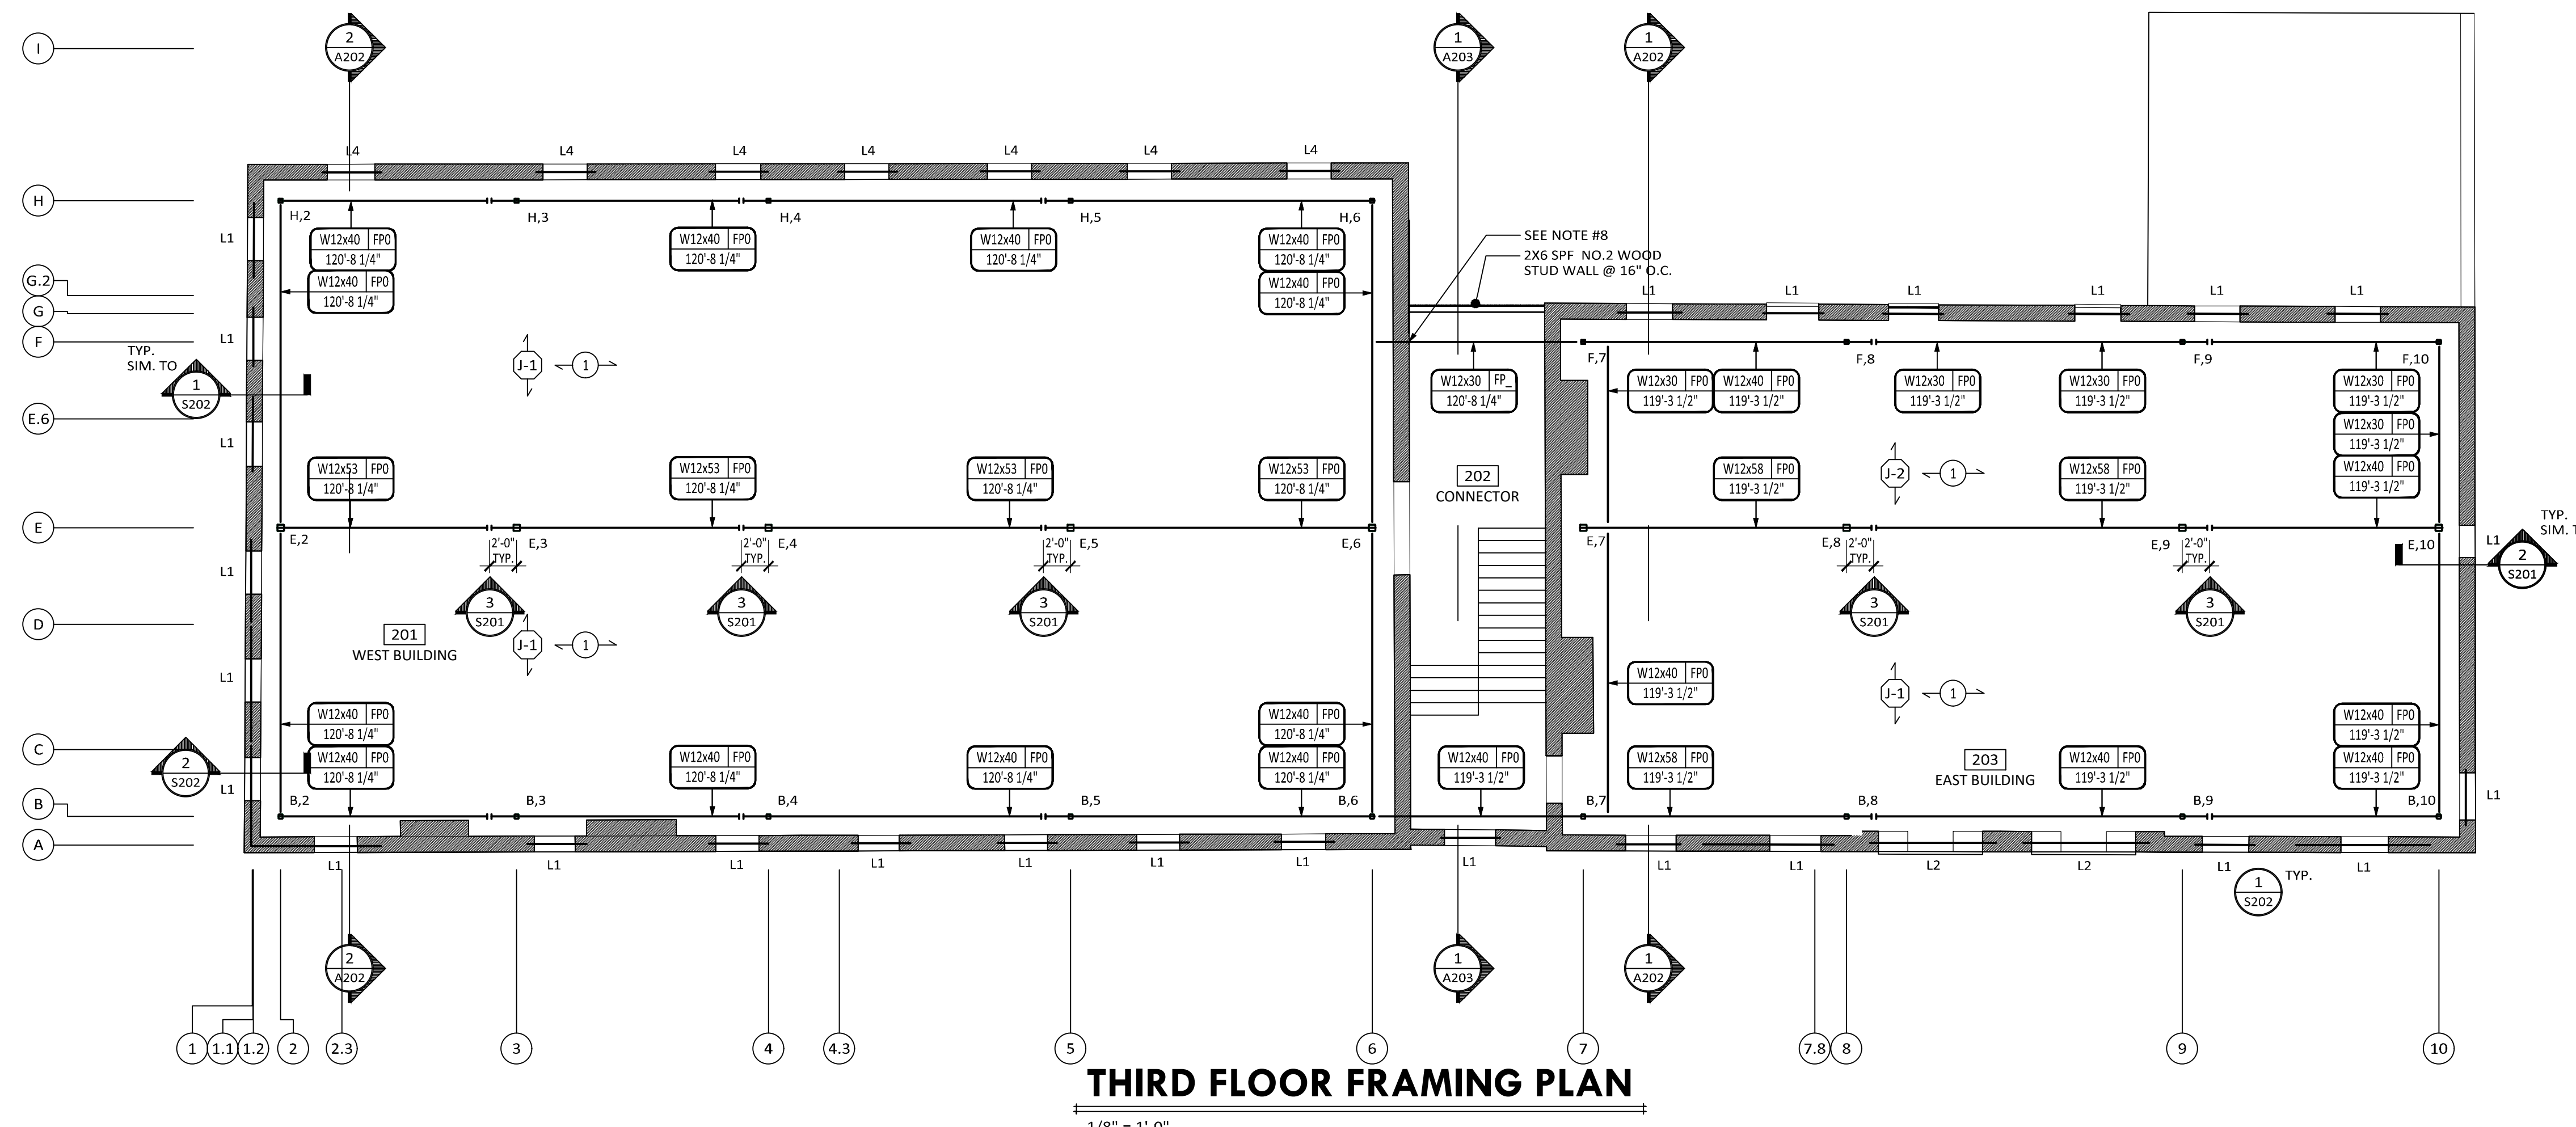 I
2
A202
1
A203
1
A202
L4 L4 L4 L4 L4 L4 L4
H
H,2 H,3 H,4 H,5 H,6
L1
W12x40 FP0
120'-8 1/4"
W12x40 FP0
120'-8 1/4"
W12x40 FP0
120'-8 1/4"
W12x40 FP0
120'-8 1/4"
W12x40 FP0
120'-8 1/4"
W12x40 FP0
120'-8 1/4"
SEE NOTE #8
2X6 SPF NO.2 WOOD
STUD WALL @ 16" O.C.
G.2
G
F
L1 L1 L1 L1 L1 L1
L1
TYP.
SIM. TO
1
S202
J-1 1
F,7 F,8 F,9 F,10
W12x30 FP_
120'-8 1/4"
W12x30 FP0
119'-3 1/2"
W12x40 FP0
119'-3 1/2"
W12x30 FP0
119'-3 1/2"
W12x30 FP0
119'-3 1/2"
W12x30 FP0
119'-3 1/2"
W12x30 FP0
119'-3 1/2"
W12x40 FP0
119'-3 1/2"
E.6
L1
W12x53 FP0
120'-8 1/4"
W12x53 FP0
120'-8 1/4"
W12x53 FP0
120'-8 1/4"
W12x53 FP0
120'-8 1/4"
202
CONNECTOR
W12x58 FP0
119'-3 1/2"
J-2 1
W12x58 FP0
119'-3 1/2"
E
E,2 E,3 E,4 E,5 E,6 E,7 E,8 E,9 E,10
2'-0"
TYP.
2'-0"
TYP.
2'-0"
TYP.
2'-0"
TYP.
2'-0"
TYP.
TYP.
L1
2
S201
L1
3
S201
3
S201
3
S201
3
S201
3
S201
D
201
WEST BUILDING
J-1 1
L1
W12x40 FP0
119'-3 1/2"
J-1 1
C
2
S202
W12x40 FP0
120'-8 1/4"
W12x40 FP0
120'-8 1/4"
W12x40 FP0
120'-8 1/4"
W12x40 FP0
120'-8 1/4"
W12x40 FP0
120'-8 1/4"
W12x40 FP0
120'-8 1/4"
W12x40 FP0
119'-3 1/2"
W12x58 FP0
119'-3 1/2"
203
EAST BUILDING
W12x40 FP0
119'-3 1/2"
W12x40 FP0
119'-3 1/2"
W12x40 FP0
119'-3 1/2"
L1
L1
B
B,2 B,3 B,4 B,5 B,6 B,7 B,8 B,9 B,10
A
L1 L1 L1 L1 L1 L1 L1 L1 L1 L1 L2 L2 L1 L1
1
S202
TYP.
2
A202
1
A203
1
A202
1 1.1 1.2 2 2.3 3 4 4.3 5 6 7 7.8 8 9 10
THIRD FLOOR FRAMING PLAN